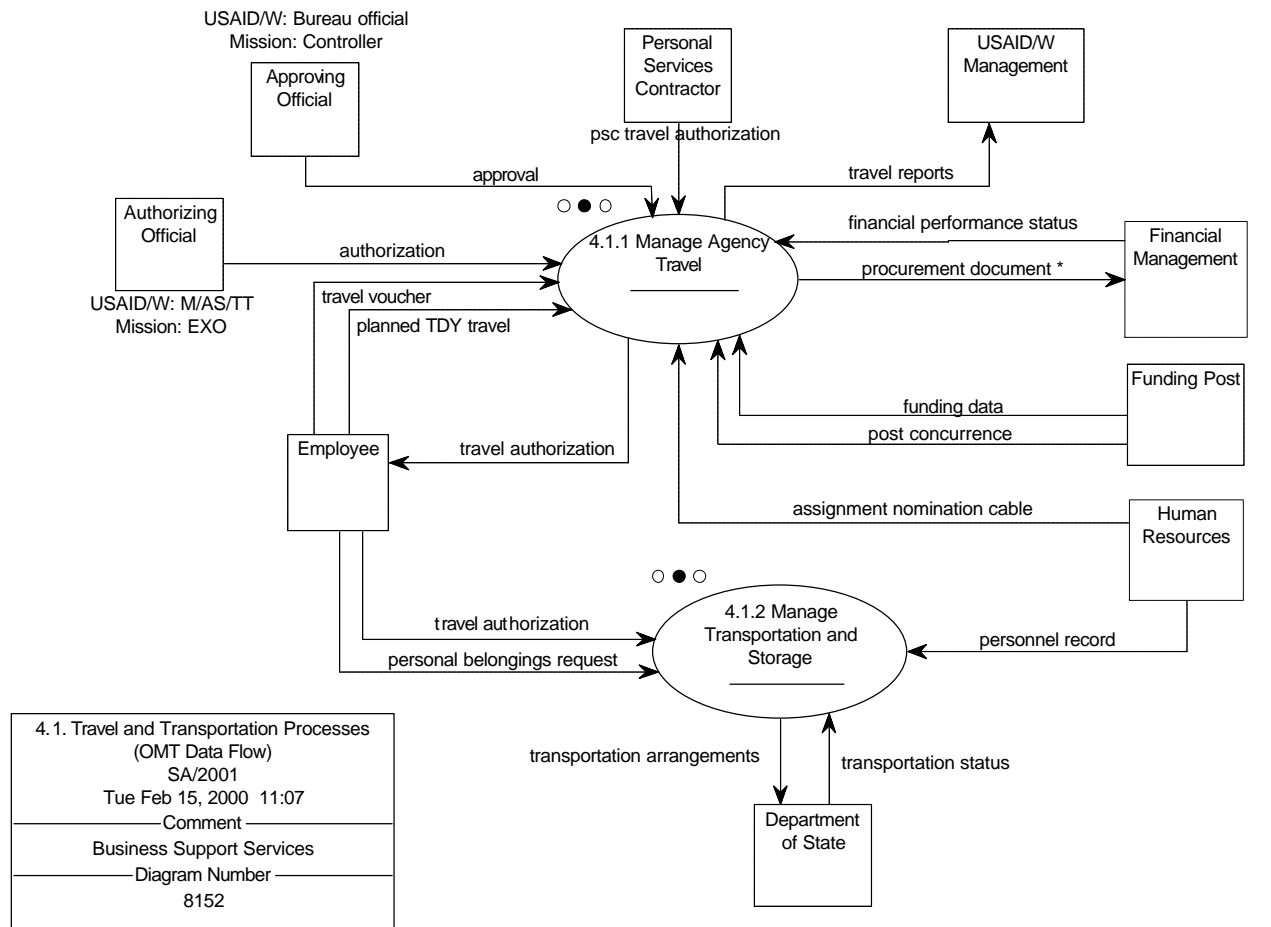 USAID/W: Bureau official
Mission: Controller
Approving
Official
Personal
Services
Contractor
USAID/W
Management
psc travel authorization
approval
travel reports
Authorizing
Official
authorization
4.1.1 Manage Agency
Travel
financial performance status
procurement document *
Financial
Management
USAID/W: M/AS/TT
Mission: EXO
travel voucher
planned TDY travel
Funding Post
funding data
post concurrence
Employee
travel authorization
assignment nomination cable
Human
Resources
travel authorization
personal belongings request
4.1.2 Manage
Transportation and
Storage
personnel record
transportation arrangements
transportation status
Department
of State
4.1. Travel and Transportation Processes
(OMT Data Flow)
SA/2001
Tue Feb 15, 2000 11:07
Comment
Business Support Services
Diagram Number
8152